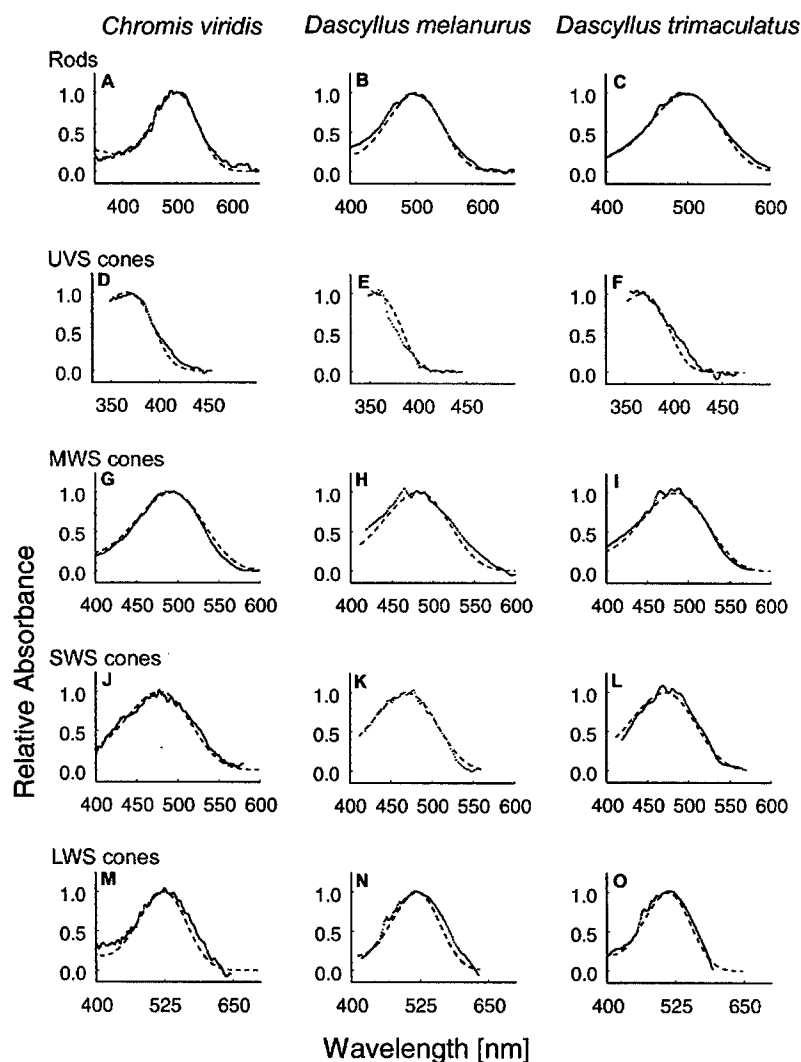 Chromis viridis Dascyllus melanurus Dascyllus trimaculatus
Rods
A B C
1.0 1.0 1.0
0.5 0.5 0.5
0.0 0.0 0.0
400 500 600 400 500 600 400 500 600
UVS cones
D E F
1.0 1.0 1.0
0.5 0.5 0.5
0.0 0.0 0.0
350 400 450 350 400 450 350 400 450
MWS cones
G H I
1.0 1.0 1.0
0.5 0.5 0.5
0.0 0.0 0.0
400 450 500 550 600 400 450 500 550 600 400 450 500 550 600
SWS cones
J K L
1.0 1.0 1.0
0.5 0.5 0.5
0.0 0.0 0.0
400 450 500 550 600 400 450 500 550 600 400 450 500 550 600
LWS cones
M N O
1.0 1.0 1.0
0.5 0.5 0.5
0.0 0.0 0.0
400 525 650 400 525 650 400 525 650
Relative Absorbance
Wavelength [nm]